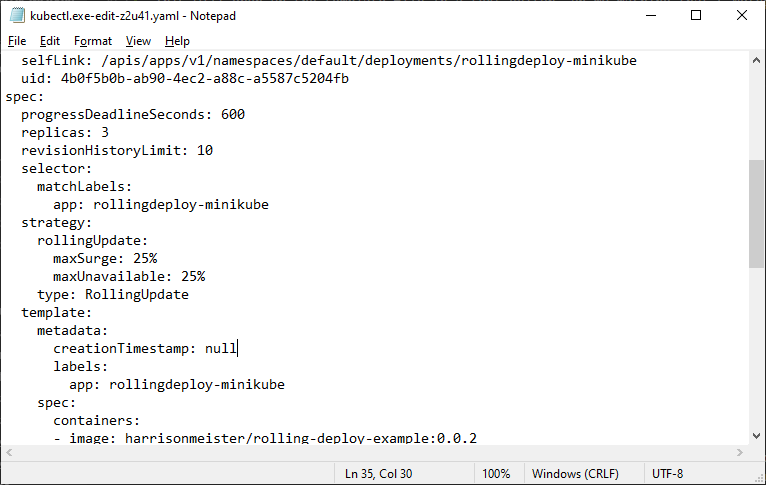 kubectl.exe-edit-z2u41.yaml - Notepad
File Edit Format View Help
selfLink: /apis/apps/v1/namespaces/default/deployments/rollingdeploy-minikube
uid: 4b0f5b0b-ab90-4ec2-a88c-a5587c5204fb
spec:
progressDeadlineSeconds: 600
replicas: 3
revisionHistoryLimit: 10
selector:
matchLabels:
app: rollingdeploy-minikube
strategy:
rollingUpdate:
maxSurge: 25%
maxUnavailable: 25%
type: RollingUpdate
template:
metadata:
creationTimestamp: null
labels:
app: rollingdeploy-minikube
spec:
containers:
- image: harrisonmeister/rolling-deploy-example:0.0.2
Ln 35, Col 30 100% Windows (CRLF) UTF-8